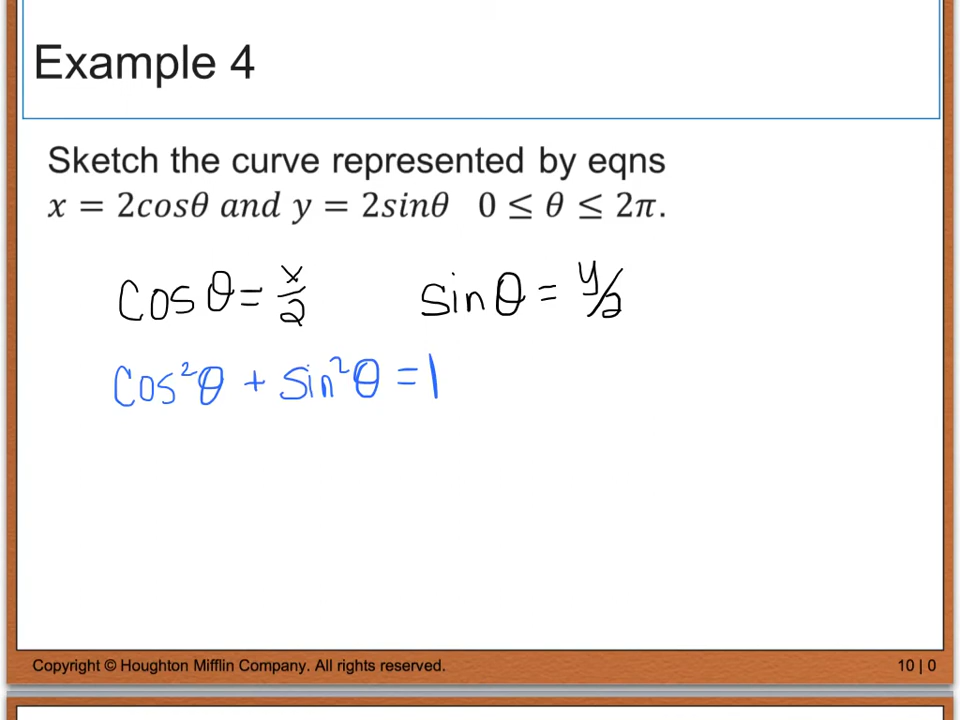 Example 4
Sketch the curve represented by eqns
x = 2cosθ and y = 2sinθ 0 ≤ θ ≤ 2π.
cos θ = x/2 sin θ = y/2
cos²θ + sin²θ = 1
Copyright © Houghton Mifflin Company. All rights reserved. 10 | 0